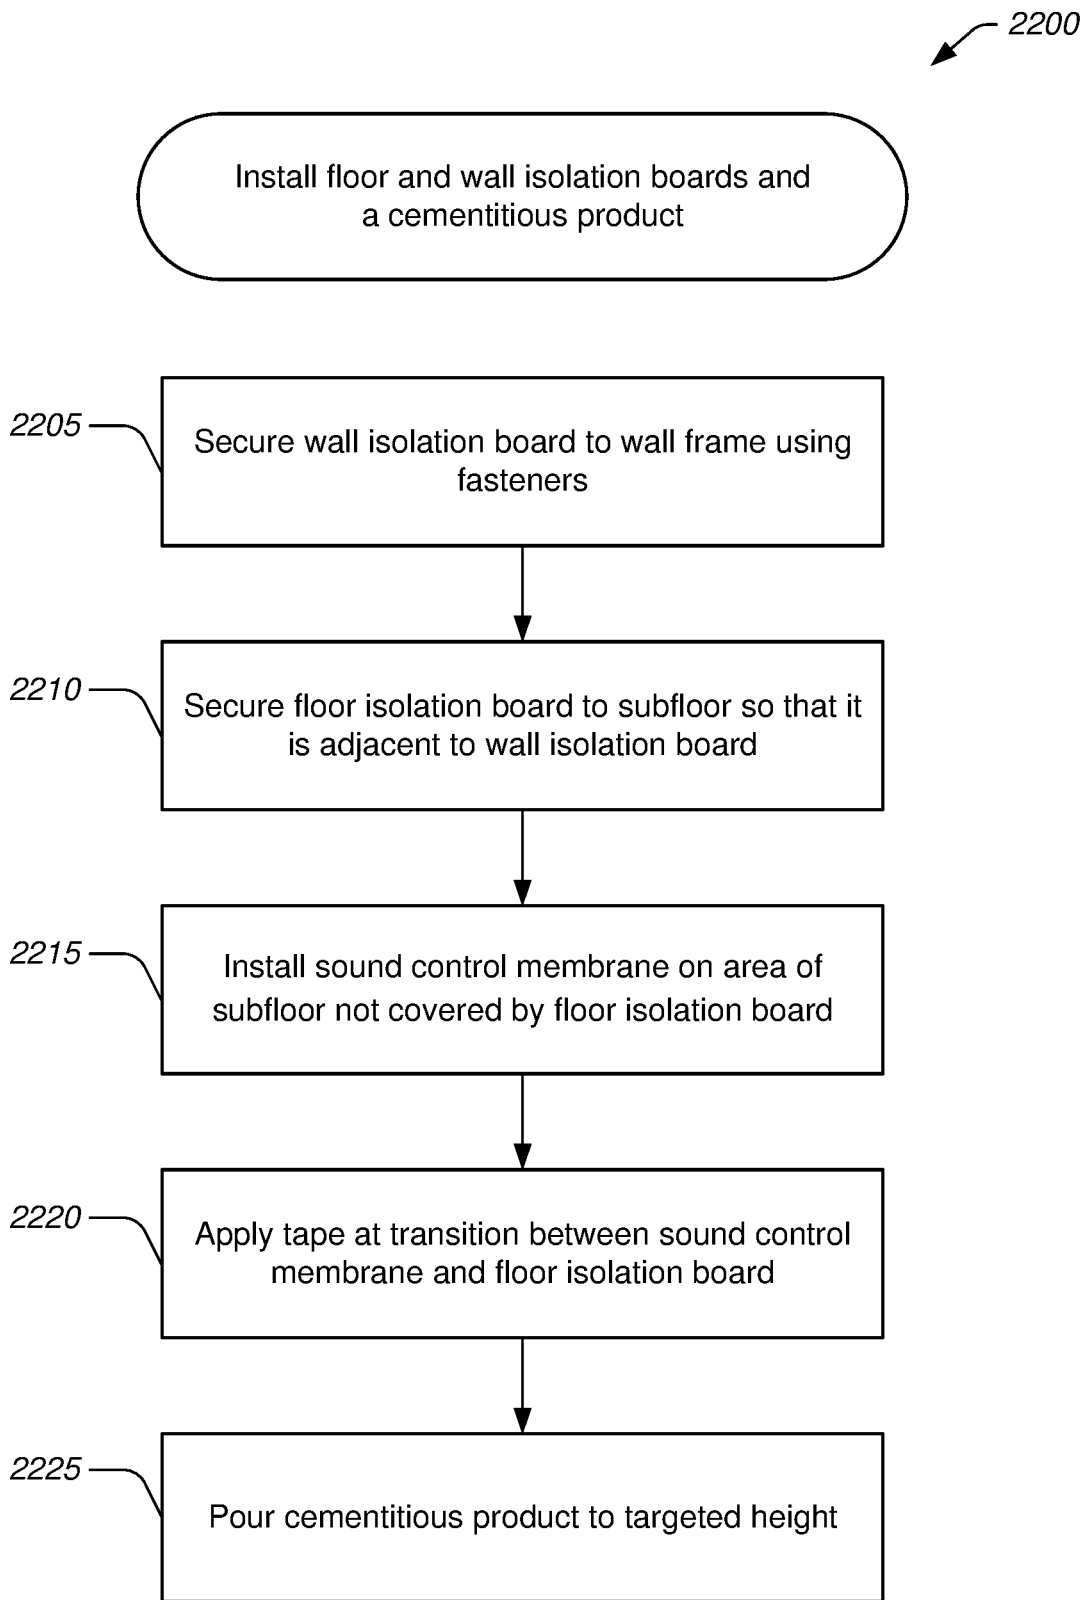 2200
Install floor and wall isolation boards and
a cementitious product
2205
Secure wall isolation board to wall frame using
fasteners
2210
Secure floor isolation board to subfloor so that it
is adjacent to wall isolation board
2215
Install sound control membrane on area of
subfloor not covered by floor isolation board
2220
Apply tape at transition between sound control
membrane and floor isolation board
2225
Pour cementitious product to targeted height